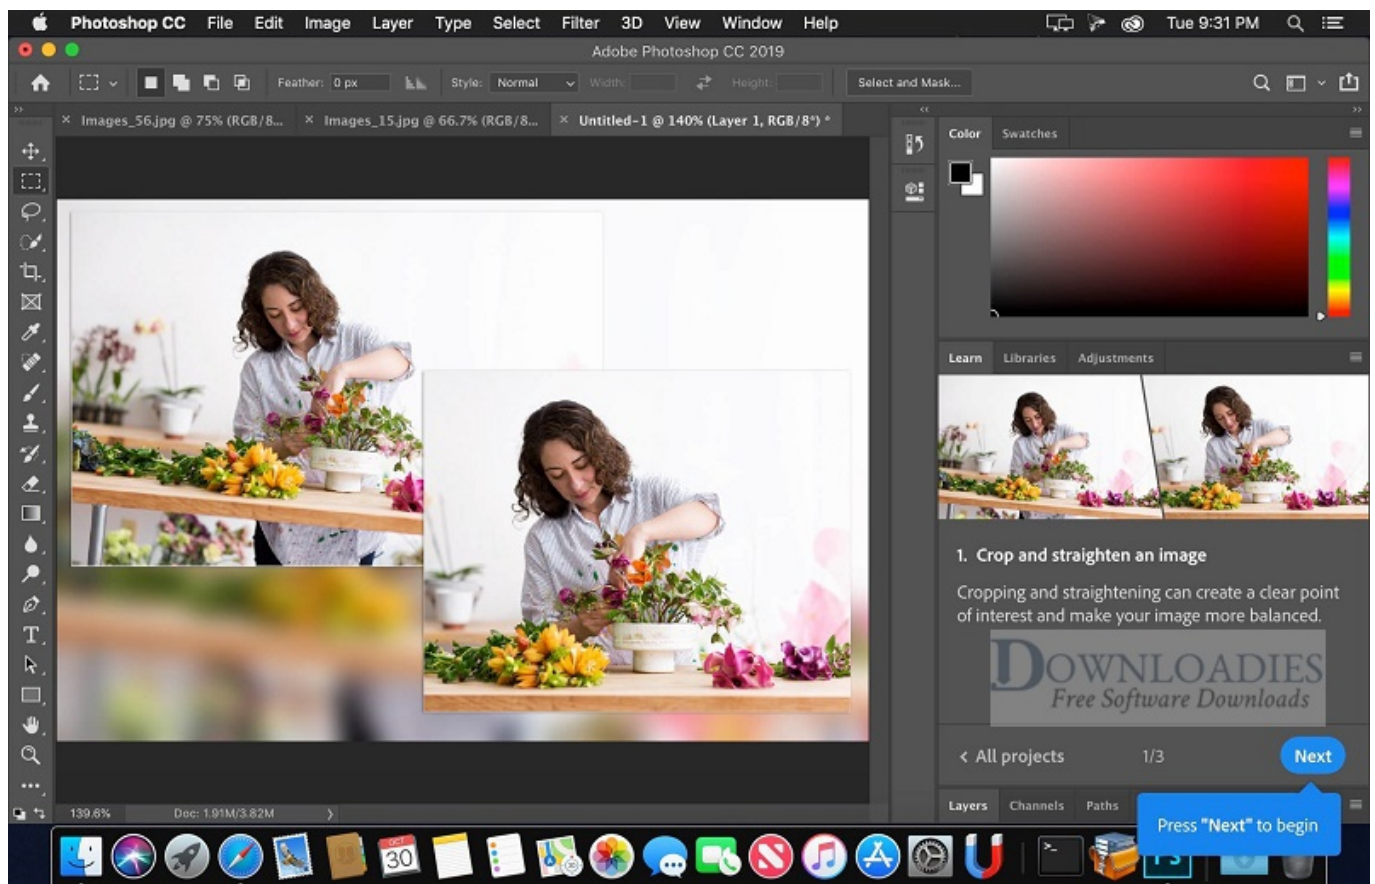 Photoshop CC File Edit Image Layer Type Select Filter 3D View Window Help Tue 9:31 PM
Adobe Photoshop CC 2019
Feather: 0 px Style: Normal Width: Height: Select and Mask...
Images_56.jpg @ 75% (RGB/8... Images_15.jpg @ 66.7% (RGB/8... Untitled-1 @ 140% (Layer 1, RGB/8*) *
Color Swatches
Learn Libraries Adjustments
1. Crop and straighten an image
Cropping and straightening can create a clear point
of interest and make your image more balanced.
DOWNLOADIES
Free Software Downloads
All projects 1/3 Next
139.6% Doc: 1.91M/3.82M
Layers Channels Paths
Press "Next" to begin
OCT
30